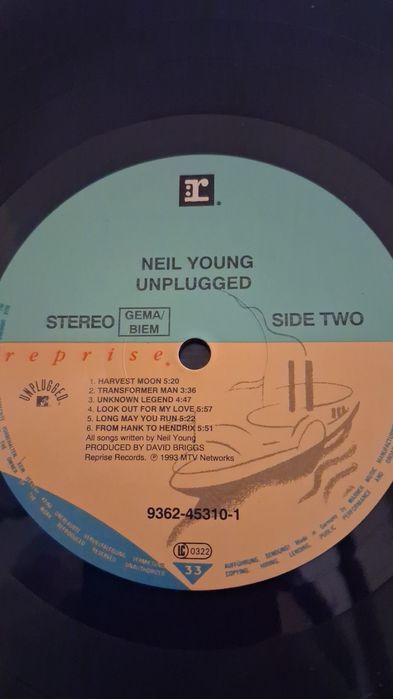 r
NEIL YOUNG
UNPLUGGED
STEREO
GEMA/
BIEM
SIDE TWO
reprise
UNPLUGGED
MTV
1. HARVEST MOON 5:20
2. TRANSFORMER MAN 3:36
3. UNKNOWN LEGEND 4:47
4. LOOK OUT FOR MY LOVE 5:57
5. LONG MAY YOU RUN 5:22
6. FROM HANK TO HENDRIX 5:51
All songs written by Neil Young
PRODUCED BY DAVID BRIGGS
Reprise Records. ℗ 1993 MTV Networks
9362-45310-1
LC 0322
33